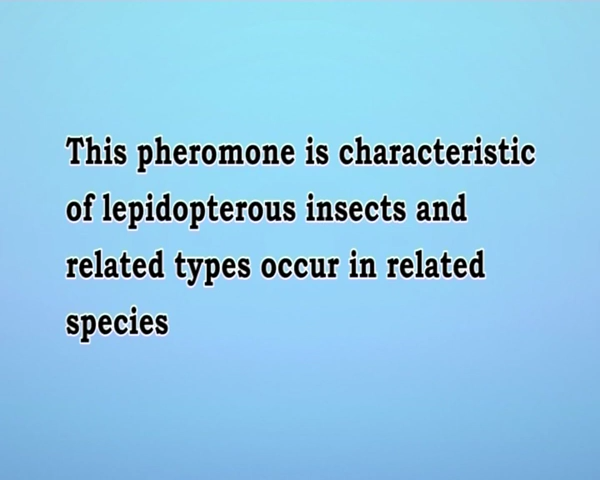 This pheromone is characteristic
of lepidopterous insects and
related types occur in related
species